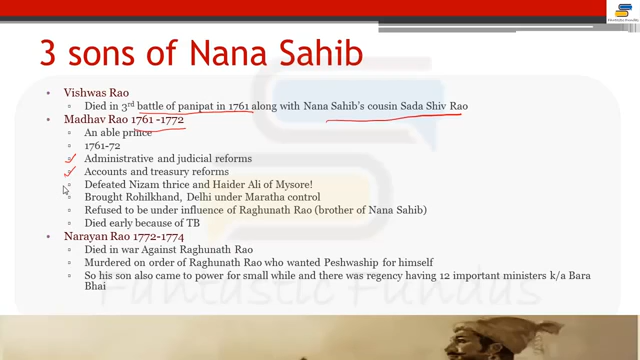 3 sons of Nana Sahib
Vishwas Rao
Died in 3rd battle of panipat in 1761 along with Nana Sahib's cousin Sada Shiv Rao
Madhav Rao 1761 -1772
An able prince
1761-72
Administrative and judicial reforms
Accounts and treasury reforms
Defeated Nizam thrice and Haider Ali of Mysore!
Brought Rohilkhand, Delhi under Maratha control
Refused to be under influence of Raghunath Rao (brother of Nana Sahib)
Died early because of TB
Narayan Rao 1772-1774
Died in war Against Raghunath Rao
Murdered on order of Raghunath Rao who wanted Peshwaship for himself
So his son also came to power for small while and there was regency having 12 important ministers k/a Bara
Bhai
Fantastic Fundas